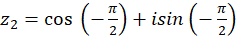 z₂ = cos (−π/2) + isin (−π/2)